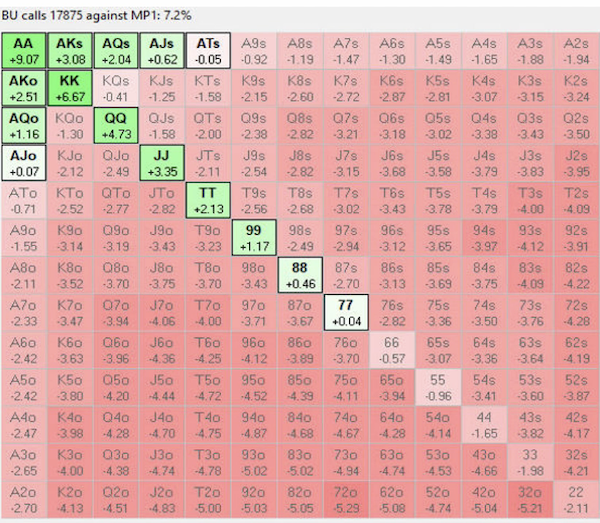 BU calls 17875 against MP1: 7.2%
AA AKs AQs AJs ATs A9s A8s A7s A6s A5s A4s A3s A2s
+9.07 +3.08 +2.04 +0.62 -0.05 -0.92 -1.19 -1.47 -1.30 -1.49 -1.65 -1.88 -1.94
AKo KK KQs KJs KTs K9s K8s K7s K6s K5s K4s K3s K2s
+2.51 +6.67 -0.41 -1.25 -1.58 -2.15 -2.60 -2.72 -2.87 -2.81 -3.07 -3.15 -3.24
AQo KQo QQ QJs QTs Q9s Q8s Q7s Q6s Q5s Q4s Q3s Q2s
+1.16 -1.30 +4.73 -1.58 -2.00 -2.38 -2.82 -3.21 -3.18 -3.02 -3.38 -3.43 -3.50
AJo KJo QJo JJ JTs J9s J8s J7s J6s J5s J4s J3s J2s
+0.07 -2.12 -2.49 +3.35 -2.11 -2.54 -2.82 -3.15 -3.68 -3.58 -3.79 -3.83 -3.95
ATo KTo QTo JTo TT T9s T8s T7s T6s T5s T4s T3s T2s
-0.71 -2.52 -2.77 -2.82 +2.13 -2.56 -2.68 -3.02 -3.43 -3.78 -3.79 -4.00 -4.09
A9o K9o Q9o J9o T9o 99 98s 97s 96s 95s 94s 93s 92s
-1.55 -3.14 -3.19 -3.43 -3.23 +1.17 -2.49 -2.94 -3.12 -3.65 -3.97 -4.12 -3.91
A8o K8o Q8o J8o T8o 98o 88 87s 86s 85s 84s 83s 82s
-2.11 -3.52 -3.70 -3.75 -3.70 -3.43 +0.46 -2.70 -3.13 -3.69 -3.75 -4.09 -4.22
A7o K7o Q7o J7o T7o 97o 87o 77 76s 75s 74s 73s 72s
-2.33 -3.47 -3.94 -4.06 -4.00 -3.71 -3.67 +0.04 -2.82 -3.36 -3.50 -3.76 -4.28
A6o K6o Q6o J6o T6o 96o 86o 76o 66 65s 64s 63s 62s
-2.42 -3.63 -3.96 -4.36 -4.25 -4.12 -3.89 -3.70 -0.57 -3.07 -3.36 -3.64 -4.19
A5o K5o Q5o J5o T5o 95o 85o 75o 65o 55 54s 53s 52s
-2.42 -3.80 -4.20 -4.44 -4.72 -4.52 -4.39 -4.11 -3.94 -0.96 -3.41 -3.60 -3.87
A4o K4o Q4o J4o T4o 94o 84o 74o 64o 54o 44 43s 42s
-2.47 -3.98 -4.28 -4.70 -4.75 -4.87 -4.68 -4.67 -4.28 -4.14 -1.65 -3.82 -4.17
A3o K3o Q3o J3o T3o 93o 83o 73o 63o 53o 43o 33 32s
-2.65 -4.00 -4.38 -4.74 -4.78 -5.02 -5.02 -4.94 -4.74 -4.53 -4.66 -1.98 -4.21
A2o K2o Q2o J2o T2o 92o 82o 72o 62o 52o 42o 32o 22
-2.70 -4.13 -4.51 -4.83 -5.00 -5.03 -5.05 -5.29 -5.08 -4.74 -5.04 -5.21 -2.11